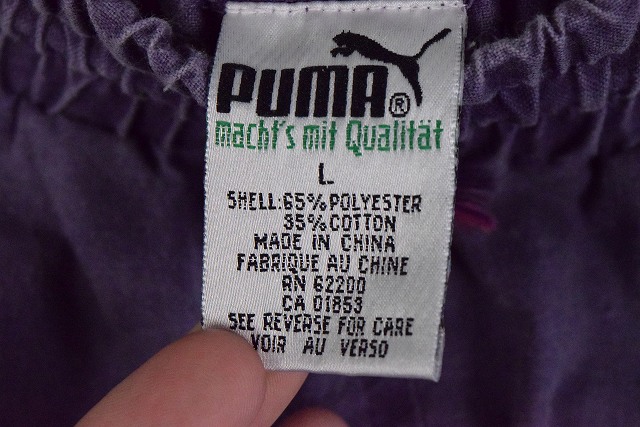 PUMA®
macht's mit Qualität
L
SHELL:65% POLYESTER
35% COTTON
MADE IN CHINA
FABRIQUE AU CHINE
RN 62200
CA 01853
SEE REVERSE FOR CARE
VOIR AU VERSO